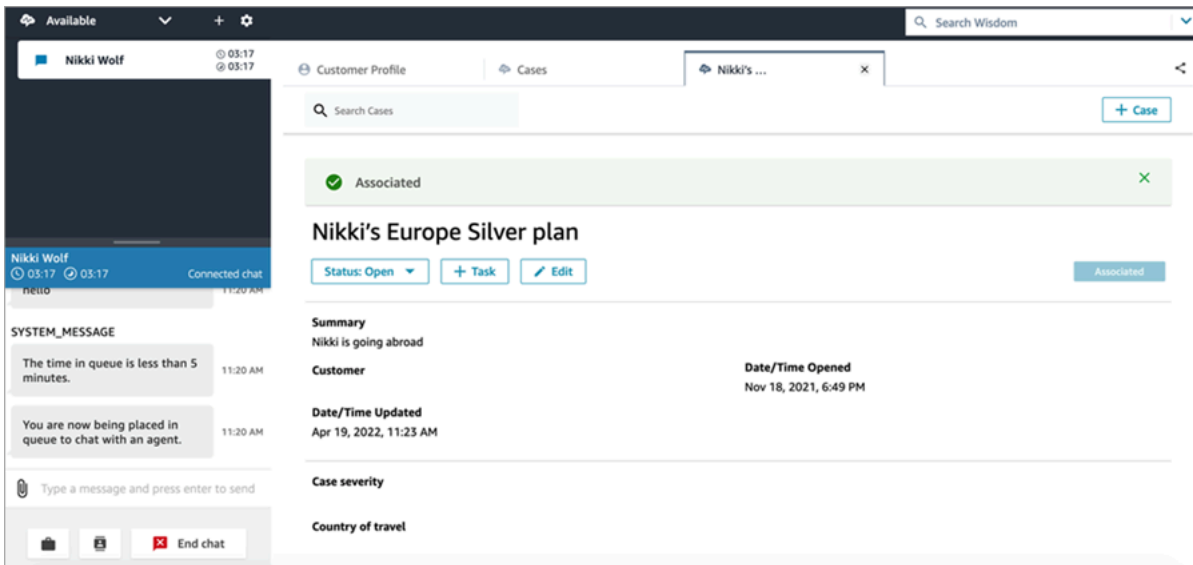 Available
Search Wisdom
Nikki Wolf
03:17
03:17
Customer Profile
Cases
Nikki's ...
Search Cases
+ Case
Associated
Nikki's Europe Silver plan
Status: Open
+ Task
Edit
Associated
Nikki Wolf
03:17 03:17 Connected chat
hello 11:20 AM
SYSTEM_MESSAGE
The time in queue is less than 5
minutes.
11:20 AM
You are now being placed in
queue to chat with an agent.
11:20 AM
Type a message and press enter to send
End chat
Summary
Nikki is going abroad
Customer
Date/Time Opened
Nov 18, 2021, 6:49 PM
Date/Time Updated
Apr 19, 2022, 11:23 AM
Case severity
Country of travel